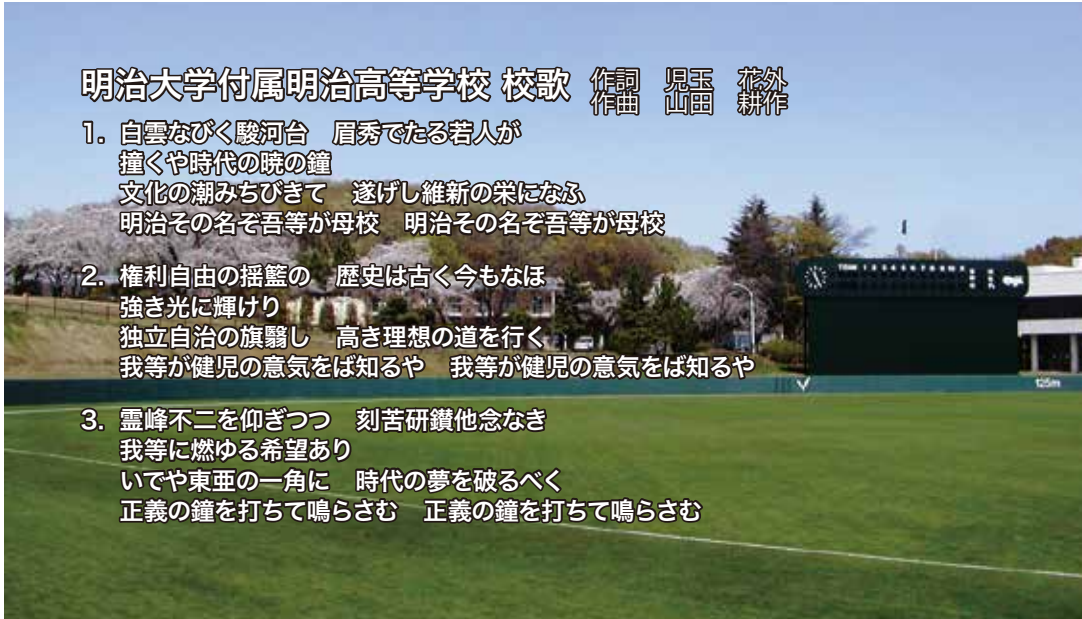 明治大学付属明治高等学校 校歌 作詞 児玉 花外
作曲 山田 耕作
1. 白雲なびく駿河台 眉秀でたる若人が
撞くや時代の暁の鐘
文化の潮みちびきて 遂げし維新の栄になふ
明治その名ぞ吾等が母校 明治その名ぞ吾等が母校
2. 権利自由の揺籃の 歴史は古く今もなほ
強き光に輝けり
独立自治の旗翳し 高き理想の道を行く
我等が健児の意気をば知るや 我等が健児の意気をば知るや
3. 霊峰不二を仰ぎつつ 刻苦研鑚他念なき
我等に燃ゆる希望あり
いでや東亜の一角に 時代の夢を破るべく
正義の鐘を打ちて鳴らさむ 正義の鐘を打ちて鳴らさむ
125m